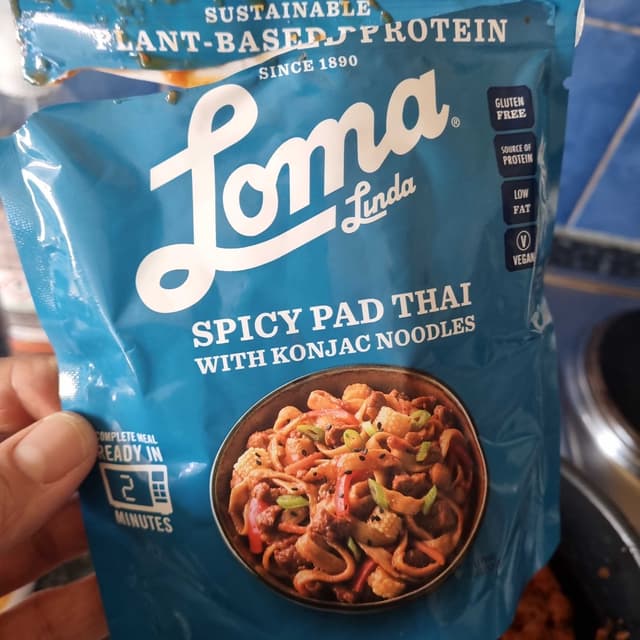 SUSTAINABLE
PLANT-BASED PROTEIN
SINCE 1890
Loma
Linda
®
GLUTEN
FREE
SOURCE OF
PROTEIN
LOW
FAT
V
VEGAN
SPICY PAD THAI
WITH KONJAC NOODLES
COMPLETE MEAL
READY IN
2
MINUTES